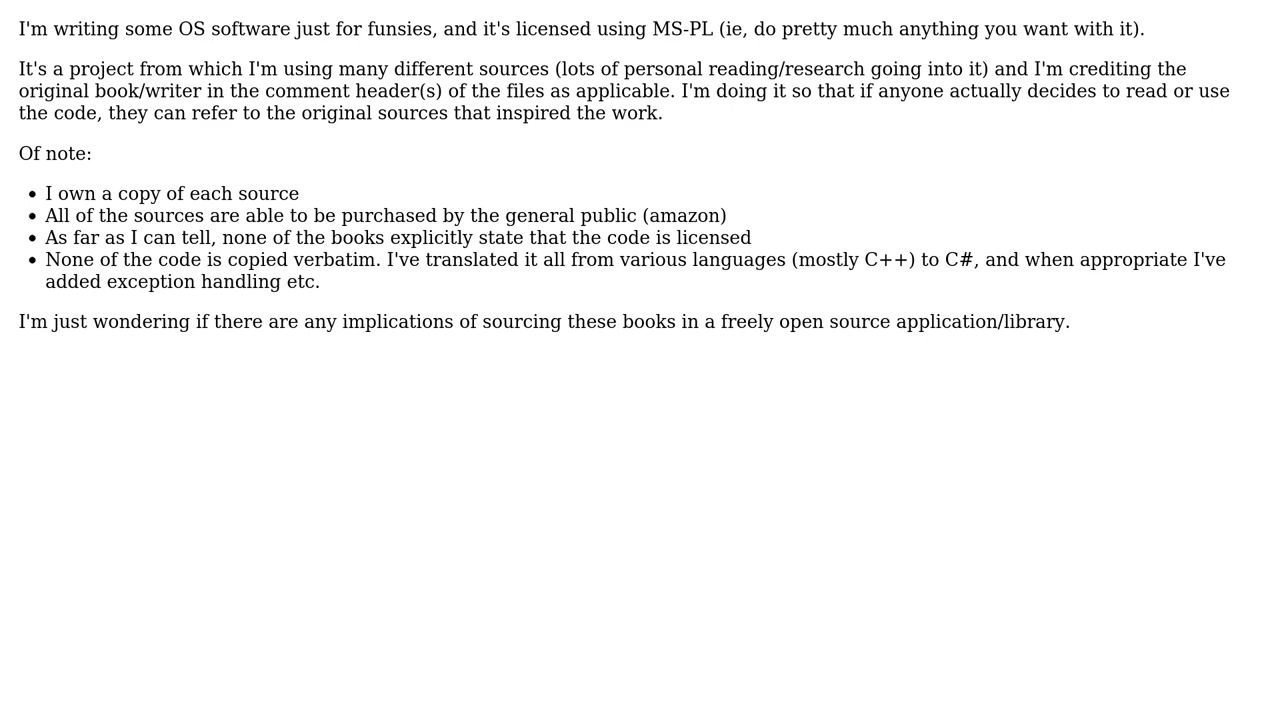 I'm writing some OS software just for funsies, and it's licensed using MS-PL (ie, do pretty much anything you want with it).
It's a project from which I'm using many different sources (lots of personal reading/research going into it) and I'm crediting the
original book/writer in the comment header(s) of the files as applicable. I'm doing it so that if anyone actually decides to read or use
the code, they can refer to the original sources that inspired the work.
Of note:
• I own a copy of each source
• All of the sources are able to be purchased by the general public (amazon)
• As far as I can tell, none of the books explicitly state that the code is licensed
• None of the code is copied verbatim. I've translated it all from various languages (mostly C++) to C#, and when appropriate I've
added exception handling etc.
I'm just wondering if there are any implications of sourcing these books in a freely open source application/library.